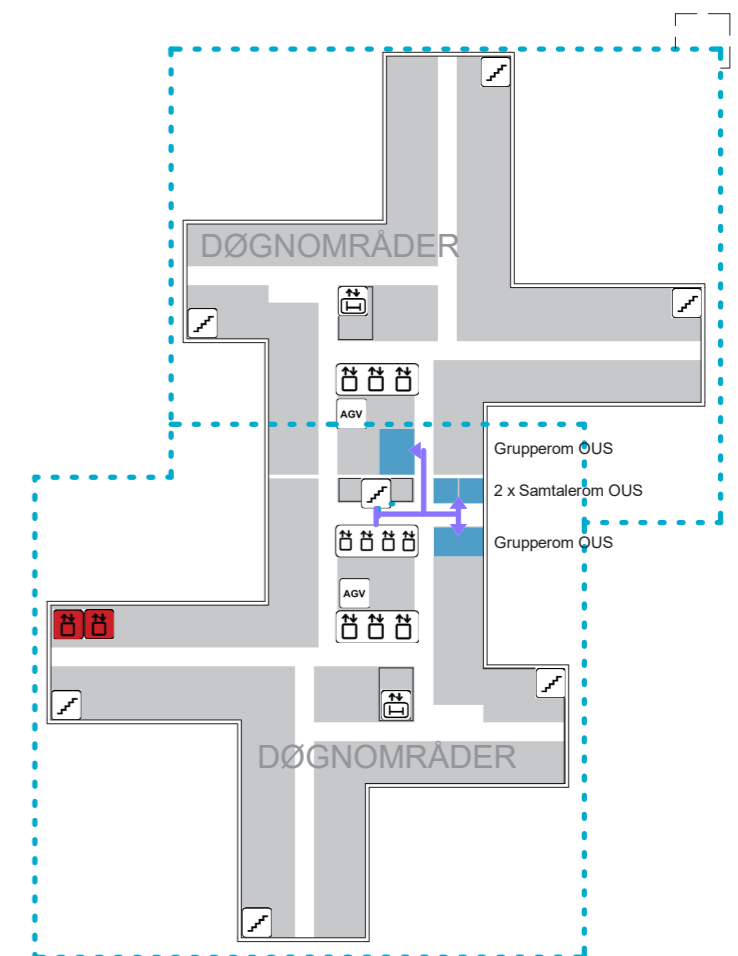 DØGNOMRÅDER
AGV
Grupperom OUS
2 x Samtalerom OUS
Grupperom OUS
AGV
DØGNOMRÅDER